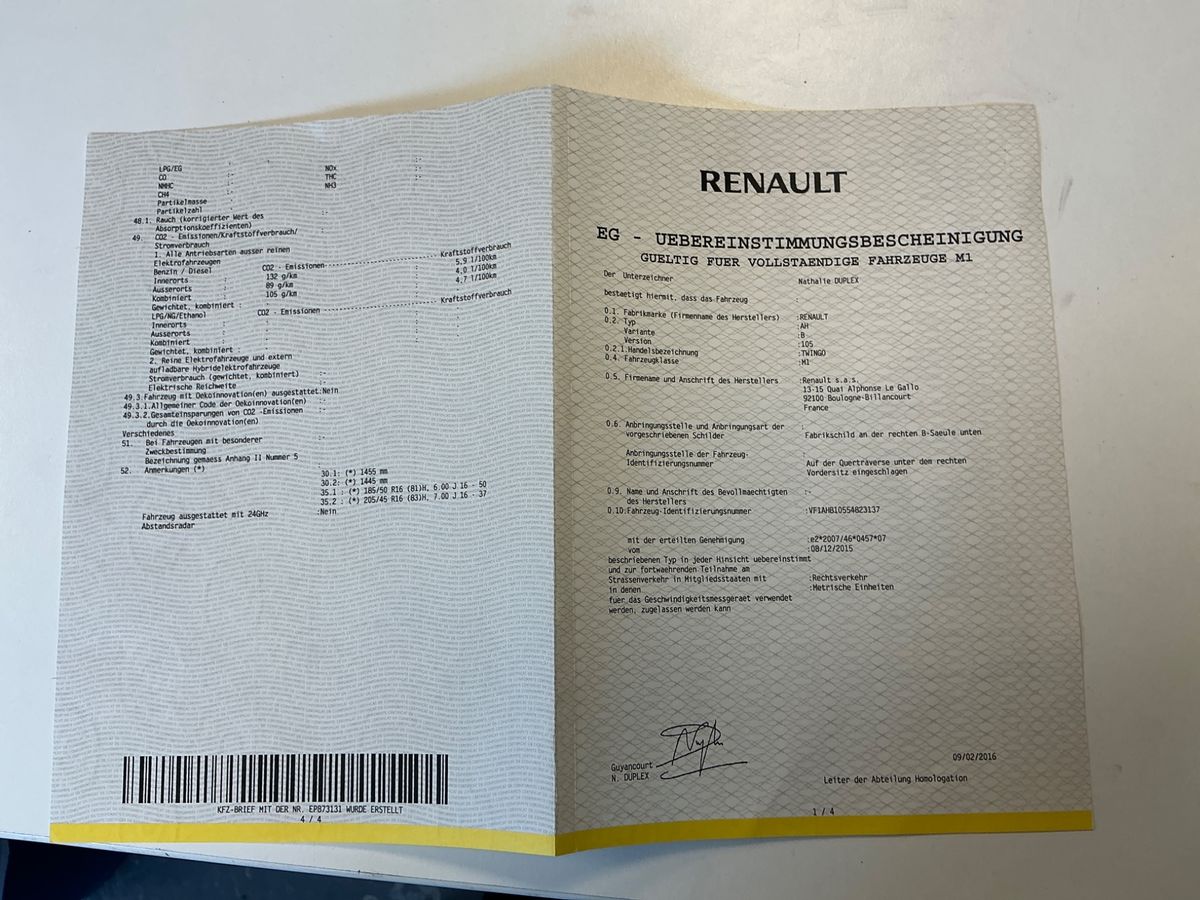 LPG/EG : :-
CO :- NOx :-
NMHC :- THC
CH4 NH3
Partikelmasse
Partikelzahl
48.1. Rauch (korrigierter Wert des
Absorptionskoeffizienten) :-
49. CO2 - Emissionen/Kraftstoffverbrauch/
Stromverbrauch
1. Alle Antriebsarten ausser reinen
Elektrofahrzeugen
Benzin / Diesel CO2 - Emissionen Kraftstoffverbrauch
Innerorts : 132 g/km 5.9 l/100km
Ausserorts : 89 g/km 4.0 l/100km
Kombiniert : 105 g/km 4.7 l/100km
Gewichtet, kombiniert :
LPG/NG/Ethanol CO2 - Emissionen Kraftstoffverbrauch
Innerorts :
Ausserorts :
Kombiniert :
Gewichtet, kombiniert :
2. Reine Elektrofahrzeuge und extern
aufladbare Hybridelektrofahrzeuge
Stromverbrauch (gewichtet, kombiniert) :-
Elektrische Reichweite :-
49.3. Fahrzeug mit Oekoinnovation(en) ausgestattet:Nein
49.3.1.Allgemeiner Code der Oekoinnovation(en) :-
49.3.2.Gesamteinsparungen von CO2 -Emissionen :-
durch die Oekoinnovation(en)
Verschiedenes
51. Bei Fahrzeugen mit besonderer :-
Zweckbestimmung
Bezeichnung gemaess Anhang II Nummer 5
52. Anmerkungen (*) :
30.1: (*) 1455 mm
30.2: (*) 1445 mm
35.1 : (*) 185/50 R16 (81)H, 6.00 J 16 - 50
35.2 : (*) 205/45 R16 (83)H, 7.00 J 16 - 37
Fahrzeug ausgestattet mit 24GHz :Nein
Abstandsradar
KFZ-BRIEF MIT DER NR. EP873131 WURDE ERSTELLT
4 / 4
RENAULT
EG - UEBEREINSTIMMUNGSBESCHEINIGUNG
GUELTIG FUER VOLLSTAENDIGE FAHRZEUGE M1
Der Unterzeichner Nathalie DUPLEX
bestaetigt hiermit, dass das Fahrzeug :
0.1. Fabrikmarke (Firmenname des Herstellers) :RENAULT
0.2. Typ :AH
Variante :B
Version :105
0.2.1.Handelsbezeichnung :TWINGO
0.4. Fahrzeugklasse :M1
0.5. Firmename und Anschrift des Herstellers :Renault s.a.s.
13-15 Quai Alphonse Le Gallo
92100 Boulogne-Billancourt
France
0.6. Anbringungsstelle und Anbringungsart der :
vorgeschriebenen Schilder Fabrikschild an der rechten B-Saeule unten
Anbringungsstelle der Fahrzeug-
Identifizierungsnummer Auf der Querträverse unter dem rechten
Vordersitz eingeschlagen
0.9. Name und Anschrift des Bevollmaechtigten :-
des Herstellers
0.10:Fahrzeug-Identifizierungsnummer :VF1AHB10554823137
mit der erteilten Genehmigung :e2*2007/46*0457*07
vom :08/12/2015
beschriebenen Typ in jeder Hinsicht uebereinstimmt
und zur fortwaehrenden Teilnahme am
Strassenverkehr in Mitgliedsstaaten mit :Rechtsverkehr
in denen :Metrische Einheiten
fuer das Geschwindigkeitsmessgeraet verwendet
werden, zugelassen werden kann
Guyancourt
N. DUPLEX
09/02/2016
Leiter der Abteilung Homologation
1 / 4